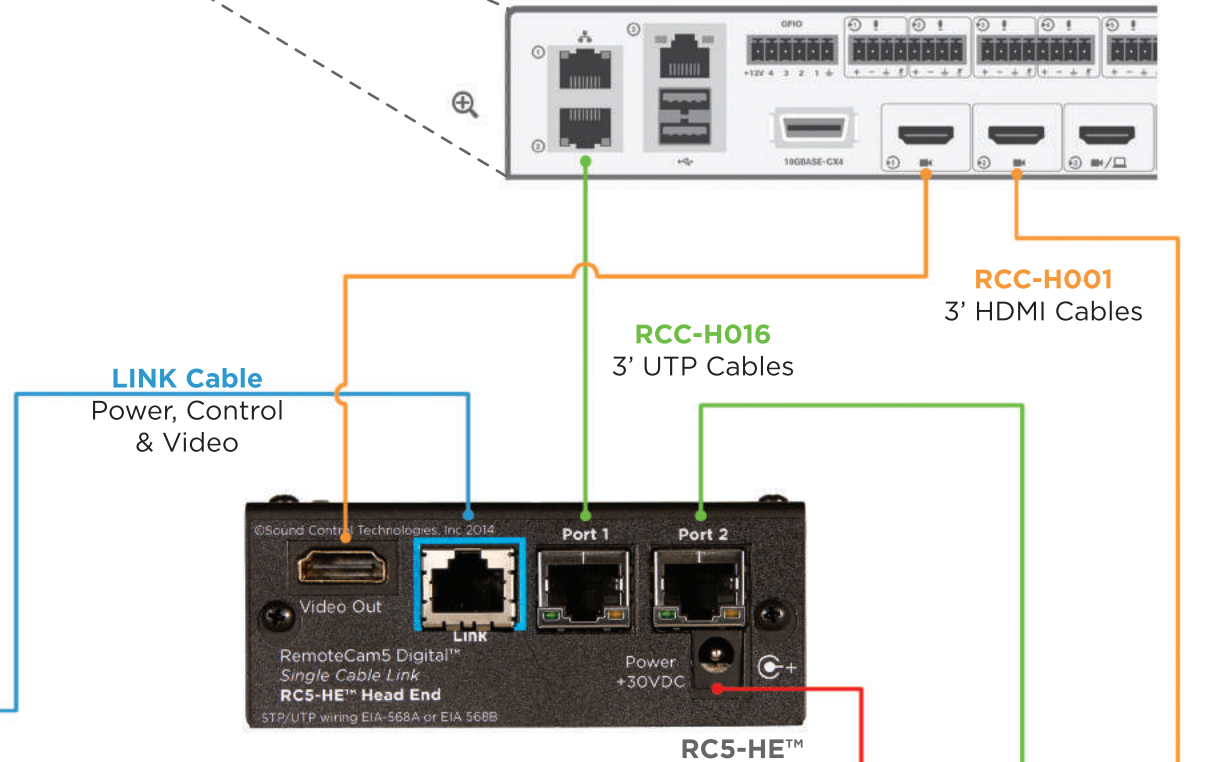 GPIO
+12V 4 3 2 1
10GBASE-CX4
RCC-H001
3' HDMI Cables
RCC-H016
3' UTP Cables
LINK Cable
Power, Control
& Video
©Sound Control Technologies, Inc 2014
Port 1
Port 2
Video Out
Link
RemoteCam5 Digital™
Single Cable Link
RC5-HE™ Head End
STP/UTP wiring EIA-568A or EIA 568B
Power
+30VDC
RC5-HE™